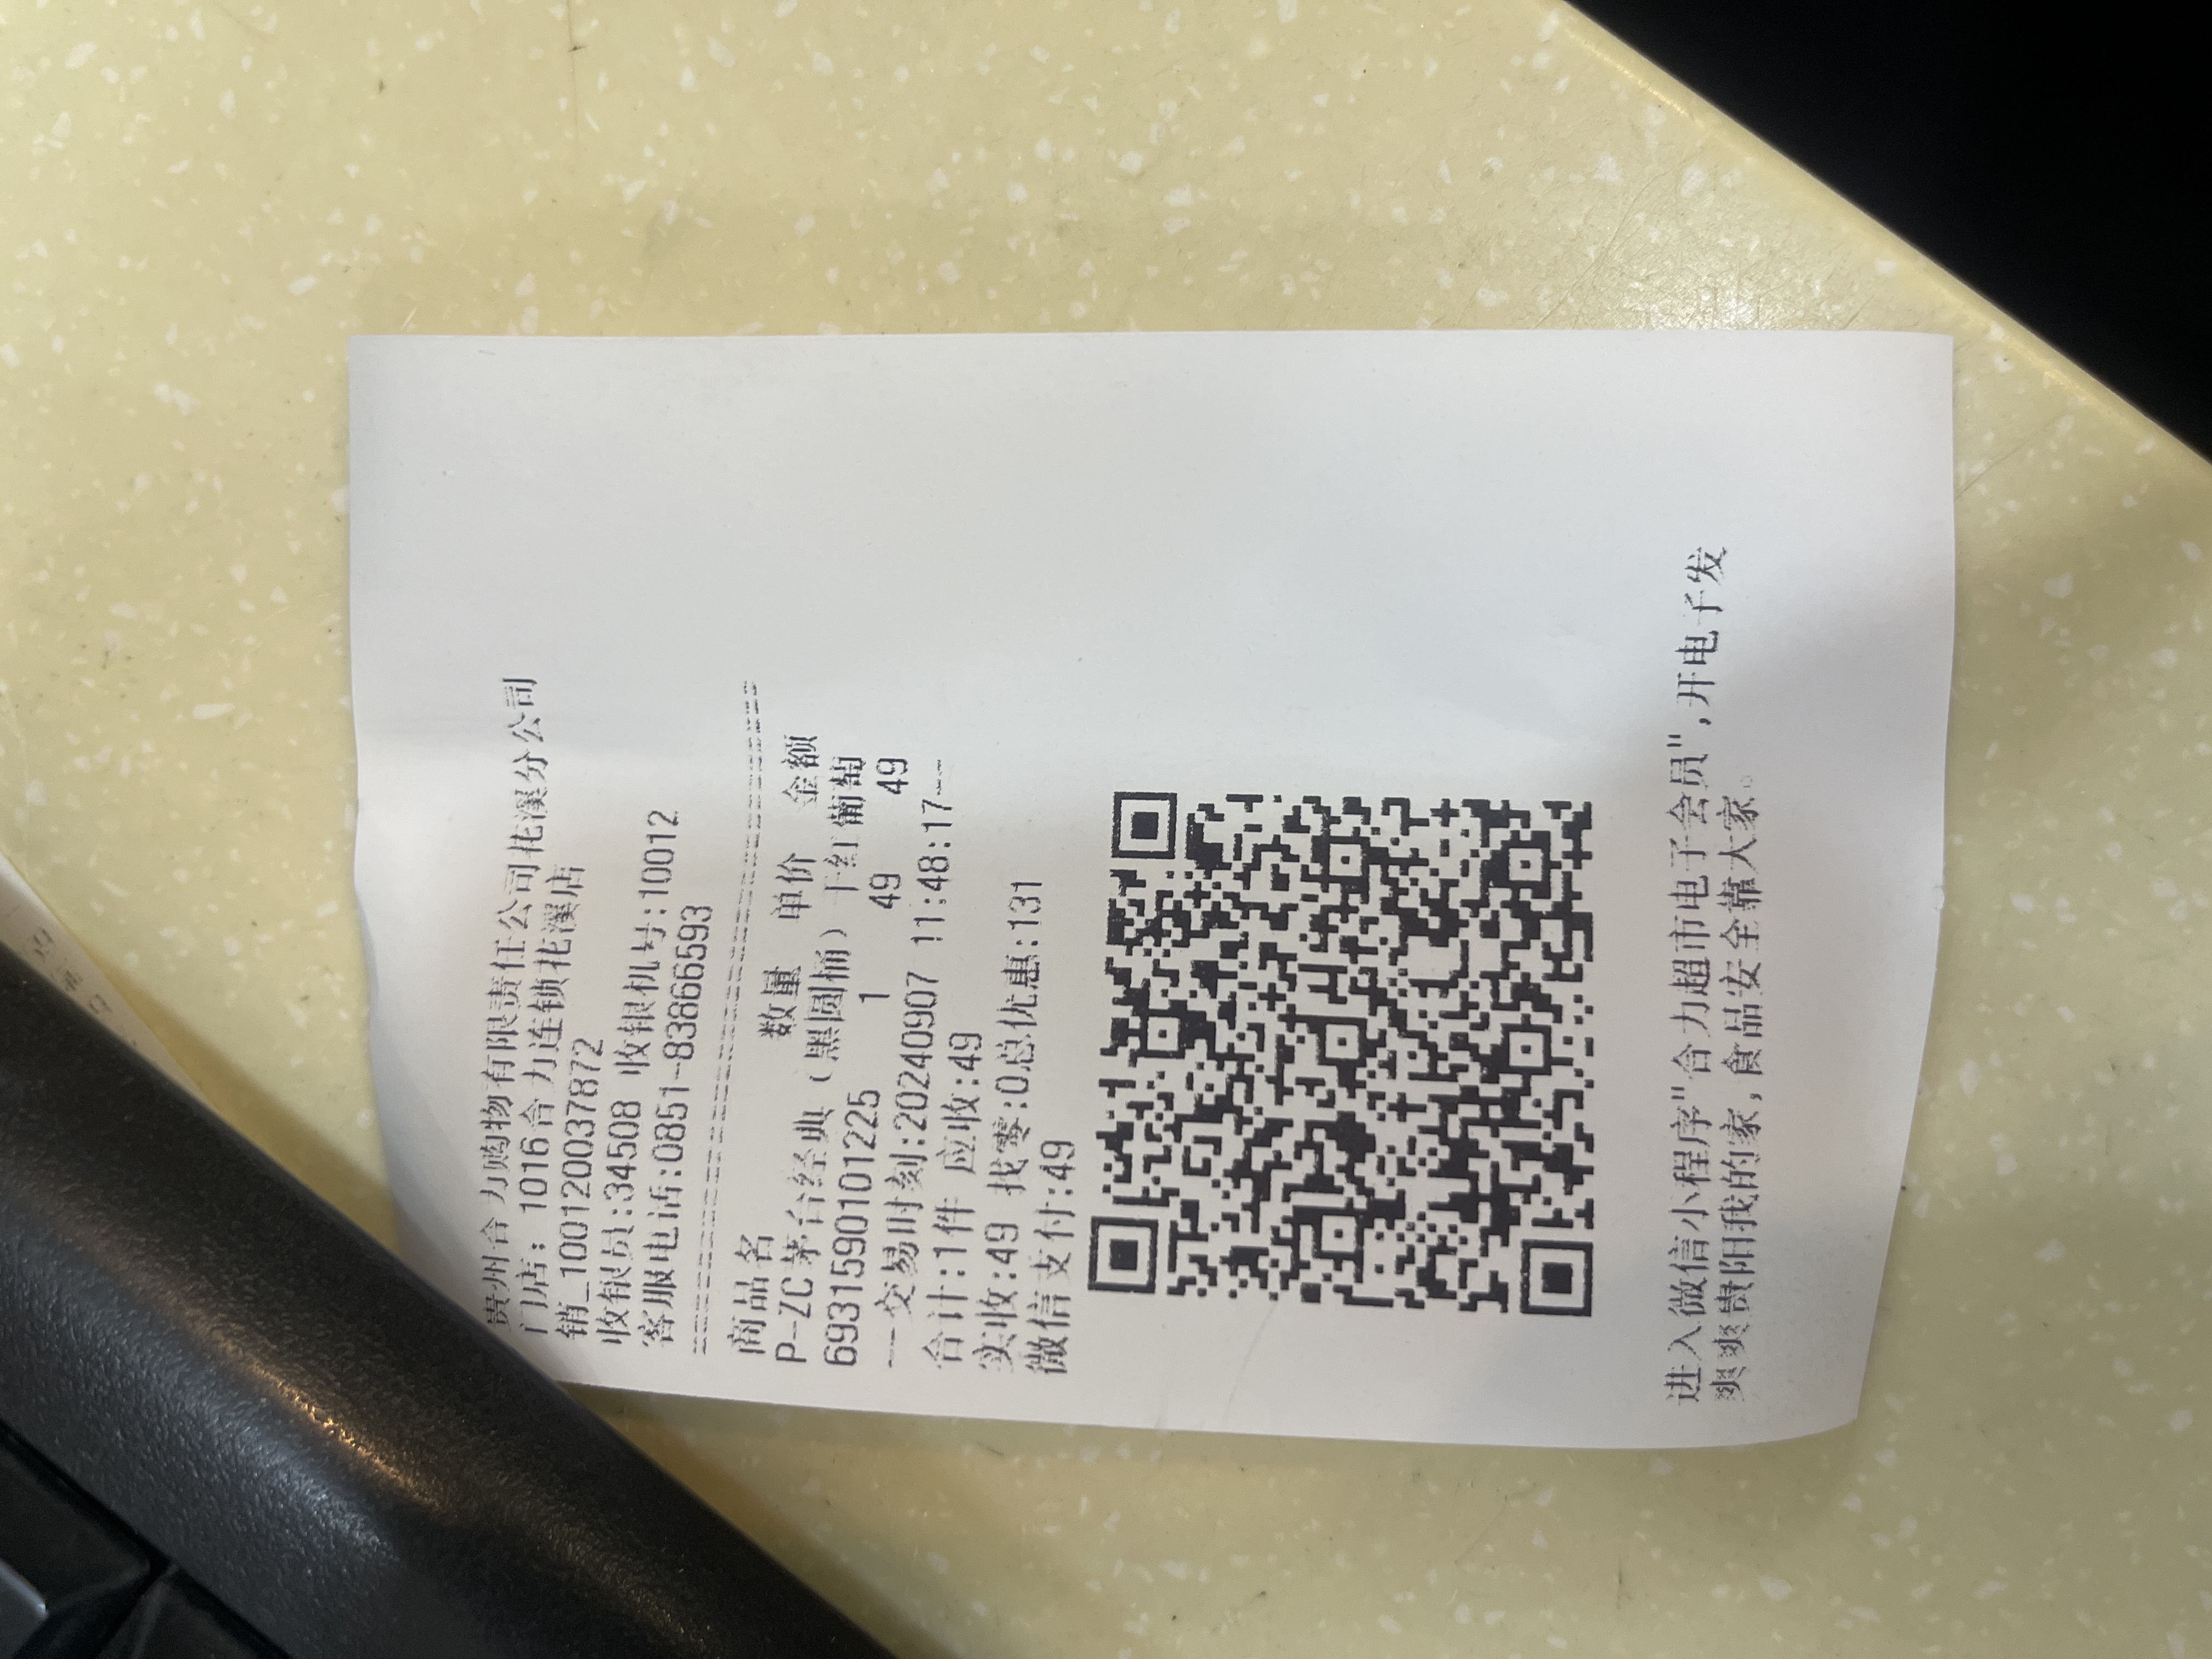 贵州合力购物有限责任公司花溪分公司
门店：1016合力连锁花溪店
销_100120037872
收银员:34508 收银机号:10012
客服电话:0851-83866593
商品名 数量 单价 金额
P-ZC茅台经典（黑圆桶）干红葡萄
6931590101225 1 49 49
--交易时刻:20240907 11:48:17--
合计:1件 应收:49
实收:49 找零:0总优惠:131
微信支付:49
进入微信小程序"合力超市电子会员",开电子发
爽爽贵阳我的家,食品安全靠大家。